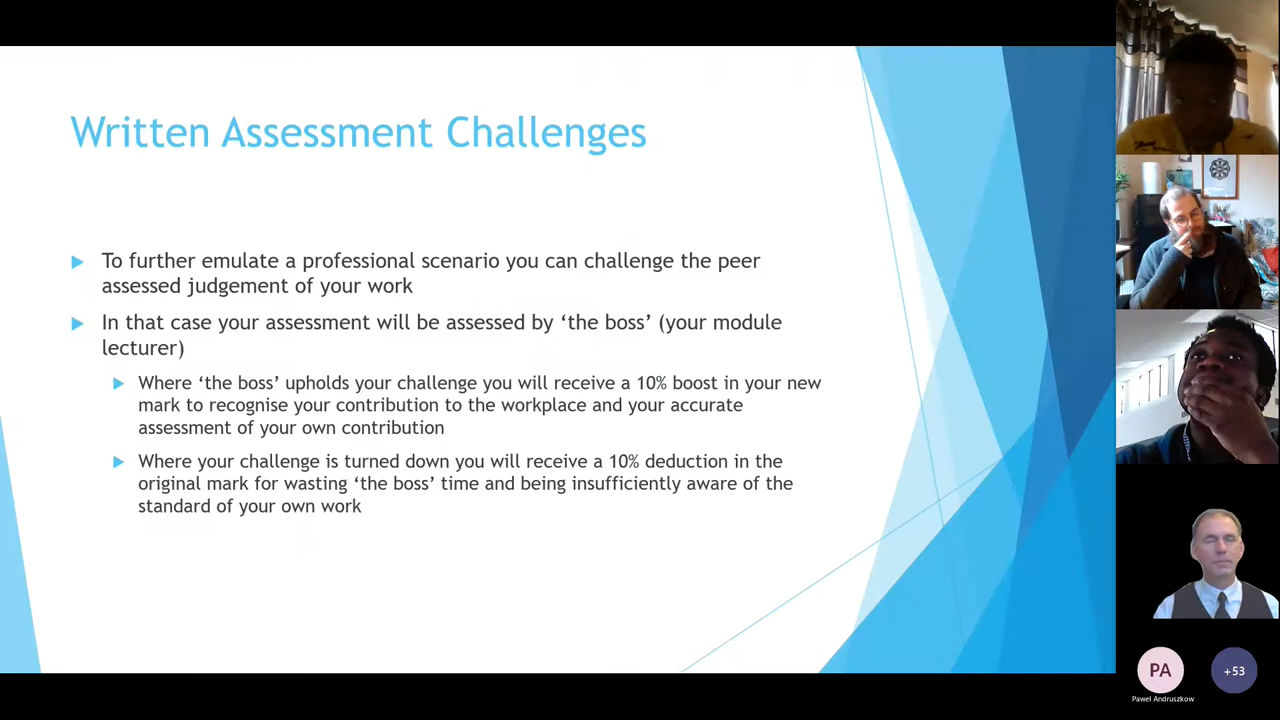 Written Assessment Challenges
To further emulate a professional scenario you can challenge the peer
assessed judgement of your work
In that case your assessment will be assessed by ‘the boss’ (your module
lecturer)
Where ‘the boss’ upholds your challenge you will receive a 10% boost in your new
mark to recognise your contribution to the workplace and your accurate
assessment of your own contribution
Where your challenge is turned down you will receive a 10% deduction in the
original mark for wasting ‘the boss’ time and being insufficiently aware of the
standard of your own work
PA
+53
Pawel Andruszkow